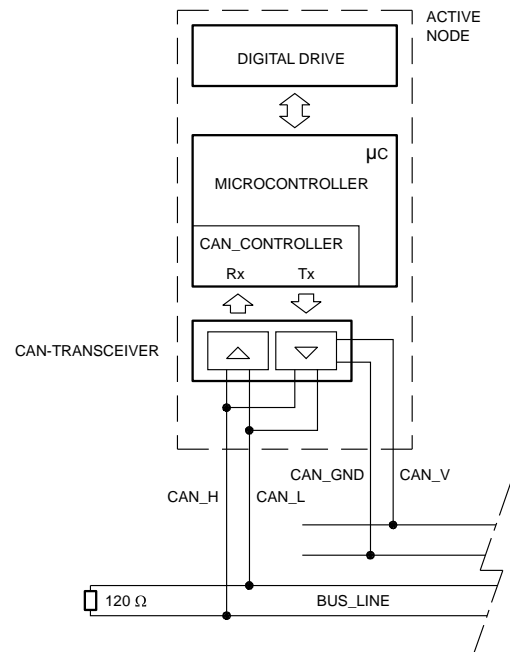 ACTIVE
NODE
DIGITAL DRIVE
μC
MICROCONTROLLER
CAN_CONTROLLER
Rx Tx
CAN-TRANSCEIVER
CAN_GND CAN_V
CAN_H CAN_L
120 Ω BUS_LINE